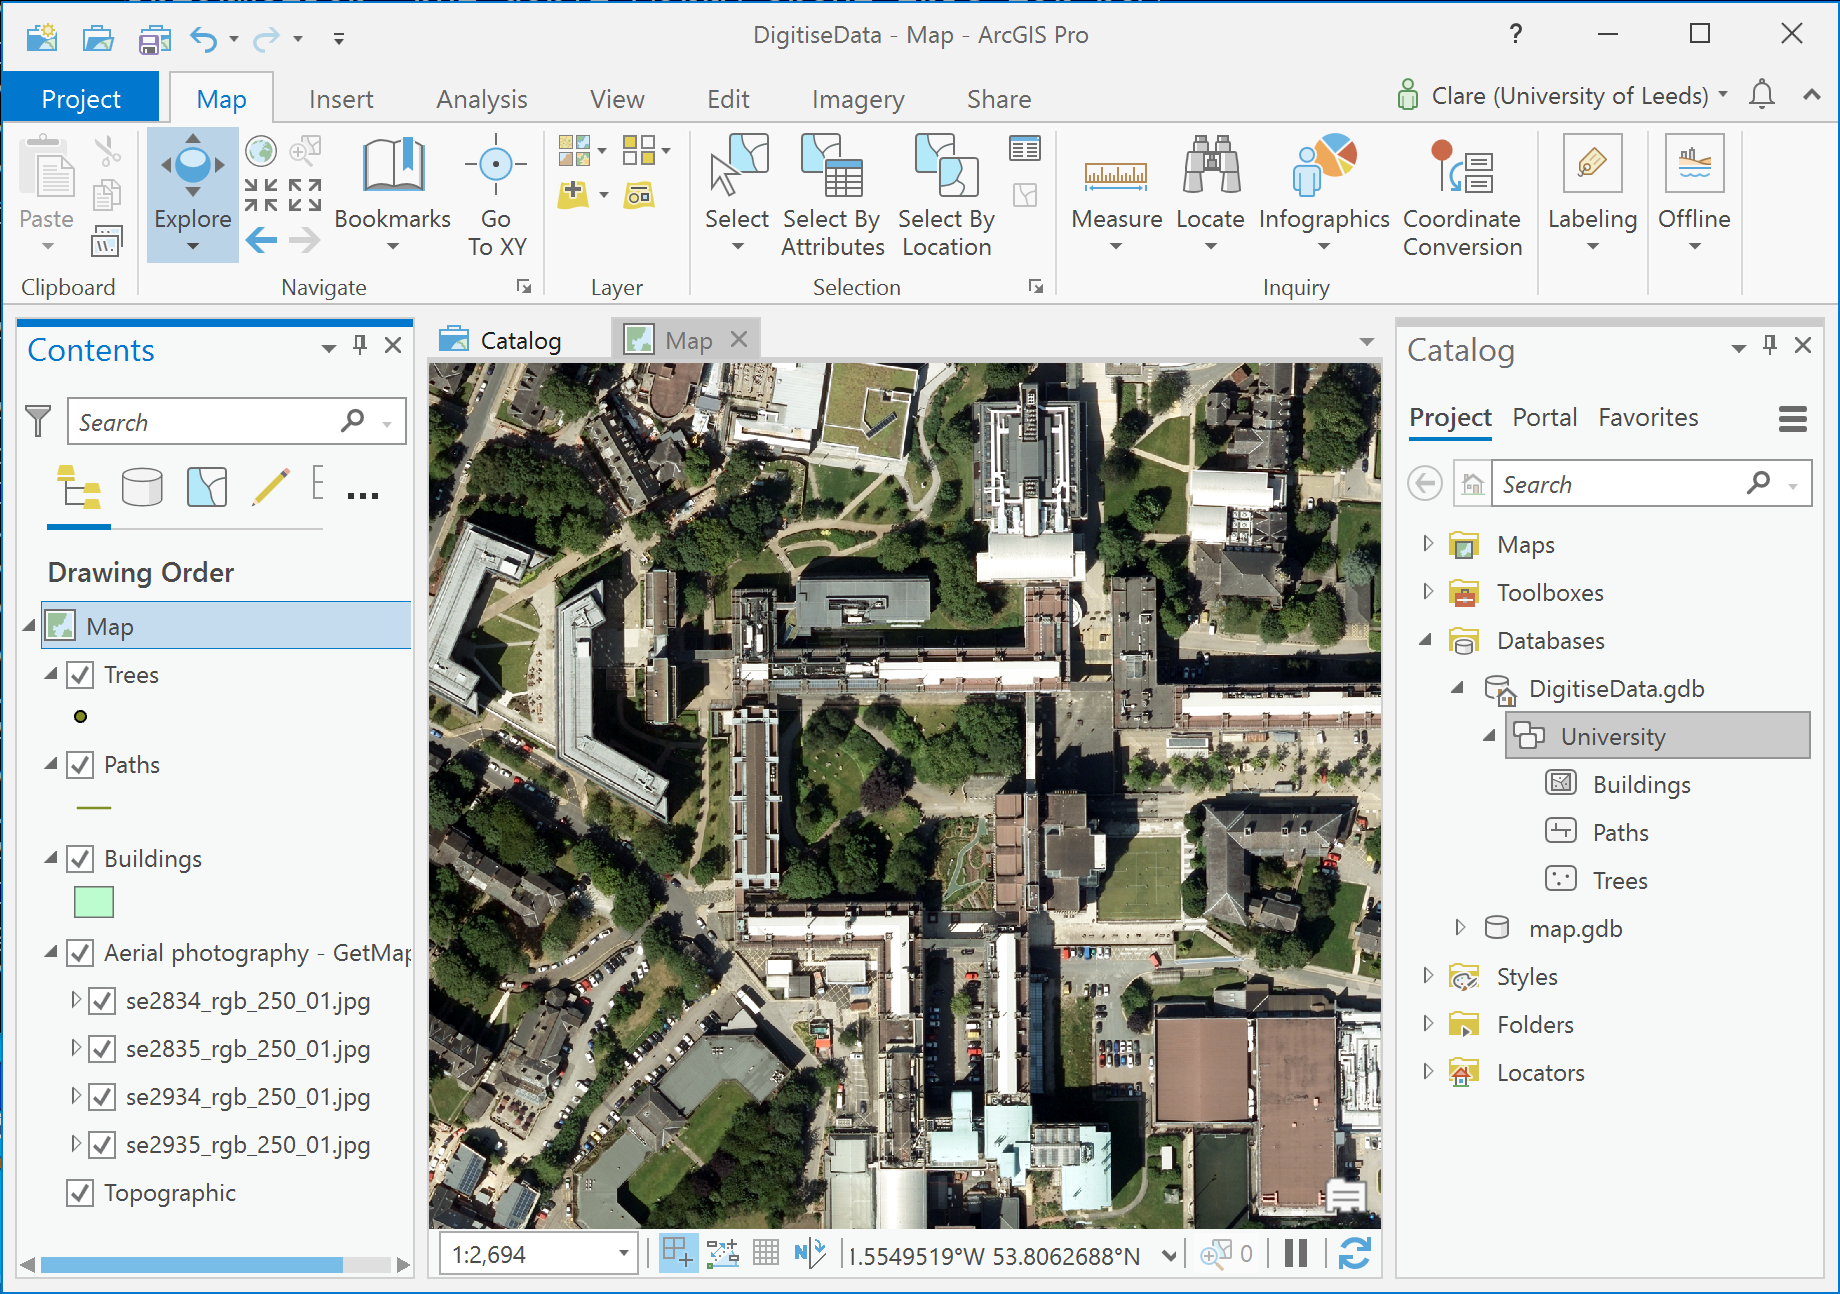 DigitiseData - Map - ArcGIS Pro
?
Project Map Insert Analysis View Edit Imagery Share
Clare (University of Leeds)
Paste
Explore
Bookmarks
Go
To XY
Select
Select By
Attributes
Select By
Location
Measure
Locate
Infographics
Coordinate
Conversion
Labeling
Offline
Clipboard Navigate Layer Selection Inquiry
Contents
Search
Drawing Order
Map
Trees
Paths
Buildings
Aerial photography - GetMap
se2834_rgb_250_01.jpg
se2835_rgb_250_01.jpg
se2934_rgb_250_01.jpg
se2935_rgb_250_01.jpg
Topographic
Catalog Map
1:2,694
N
1.5549519°W 53.8062688°N
0
Catalog
Project Portal Favorites
Search
Maps
Toolboxes
Databases
DigitiseData.gdb
University
Buildings
Paths
Trees
map.gdb
Styles
Folders
Locators